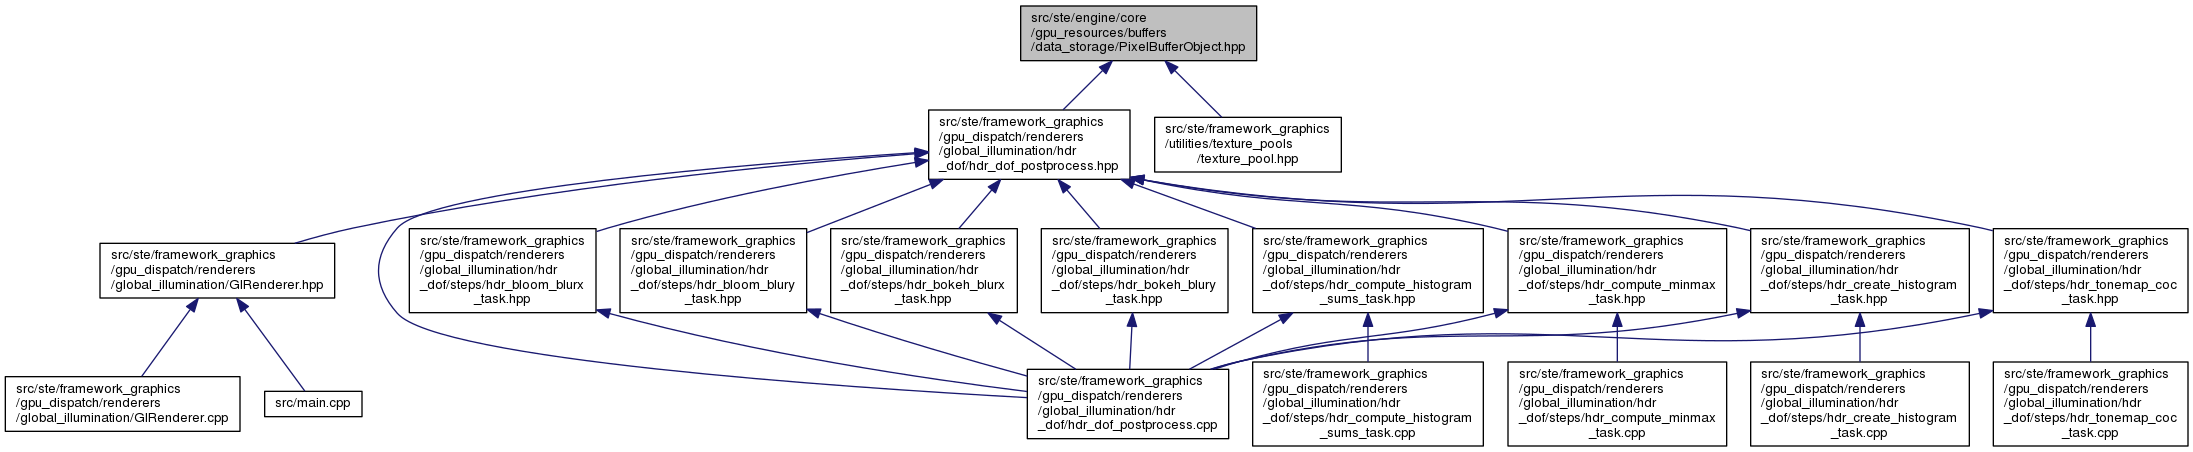 src/ste/engine/core
/gpu_resources/buffers
/data_storage/PixelBufferObject.hpp
src/ste/framework_graphics
/gpu_dispatch/renderers
/global_illumination/hdr
_dof/hdr_dof_postprocess.hpp
src/ste/framework_graphics
/utilities/texture_pools
/texture_pool.hpp
src/ste/framework_graphics
/gpu_dispatch/renderers
/global_illumination/GIRenderer.hpp
src/ste/framework_graphics
/gpu_dispatch/renderers
/global_illumination/hdr
_dof/steps/hdr_bloom_blurx
_task.hpp
src/ste/framework_graphics
/gpu_dispatch/renderers
/global_illumination/hdr
_dof/steps/hdr_bloom_blury
_task.hpp
src/ste/framework_graphics
/gpu_dispatch/renderers
/global_illumination/hdr
_dof/steps/hdr_bokeh_blurx
_task.hpp
src/ste/framework_graphics
/gpu_dispatch/renderers
/global_illumination/hdr
_dof/steps/hdr_bokeh_blury
_task.hpp
src/ste/framework_graphics
/gpu_dispatch/renderers
/global_illumination/hdr
_dof/steps/hdr_compute_histogram
_sums_task.hpp
src/ste/framework_graphics
/gpu_dispatch/renderers
/global_illumination/hdr
_dof/steps/hdr_compute_minmax
_task.hpp
src/ste/framework_graphics
/gpu_dispatch/renderers
/global_illumination/hdr
_dof/steps/hdr_create_histogram
_task.hpp
src/ste/framework_graphics
/gpu_dispatch/renderers
/global_illumination/hdr
_dof/steps/hdr_tonemap_coc
_task.hpp
src/ste/framework_graphics
/gpu_dispatch/renderers
/global_illumination/GIRenderer.cpp
src/main.cpp
src/ste/framework_graphics
/gpu_dispatch/renderers
/global_illumination/hdr
_dof/hdr_dof_postprocess.cpp
src/ste/framework_graphics
/gpu_dispatch/renderers
/global_illumination/hdr
_dof/steps/hdr_compute_histogram
_sums_task.cpp
src/ste/framework_graphics
/gpu_dispatch/renderers
/global_illumination/hdr
_dof/steps/hdr_compute_minmax
_task.cpp
src/ste/framework_graphics
/gpu_dispatch/renderers
/global_illumination/hdr
_dof/steps/hdr_create_histogram
_task.cpp
src/ste/framework_graphics
/gpu_dispatch/renderers
/global_illumination/hdr
_dof/steps/hdr_tonemap_coc
_task.cpp